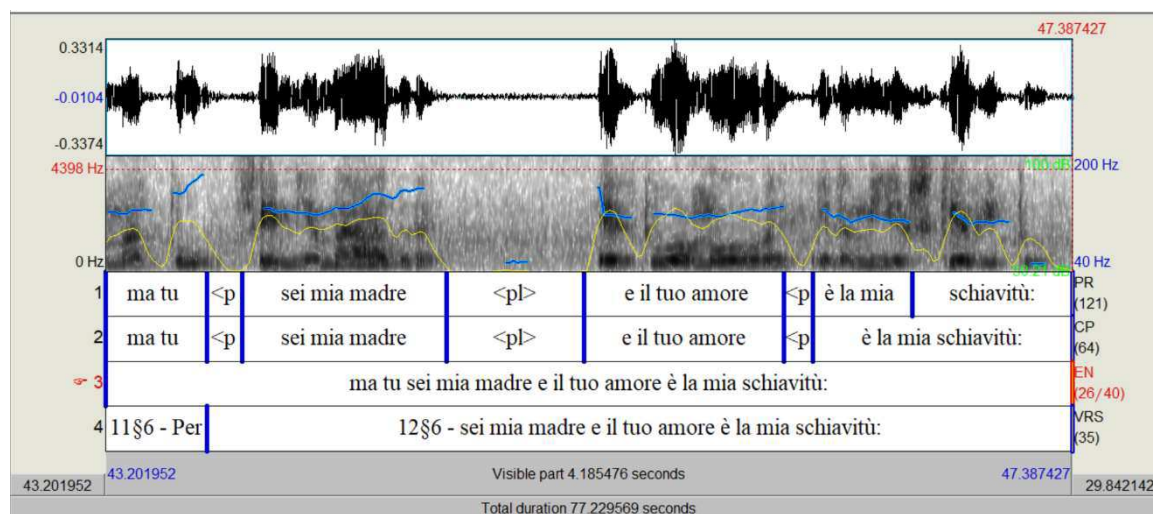 47.387427
0.3314
-0.0104
-0.3374
4398 Hz 100 dB 200 Hz
0 Hz 40 Hz
1 ma tu <p sei mia madre <pl> e il tuo amore <p è la mia schiavitù: PR (121)
2 ma tu <p sei mia madre <pl> e il tuo amore <p è la mia schiavitù: CP (64)
3 ma tu sei mia madre e il tuo amore è la mia schiavitù: EN (26/40)
4 11§6 - Per 12§6 - sei mia madre e il tuo amore è la mia schiavitù: VRS (35)
43.201952 Visible part 4.185476 seconds 47.387427
43.201952 29.842142
Total duration 77.229569 seconds